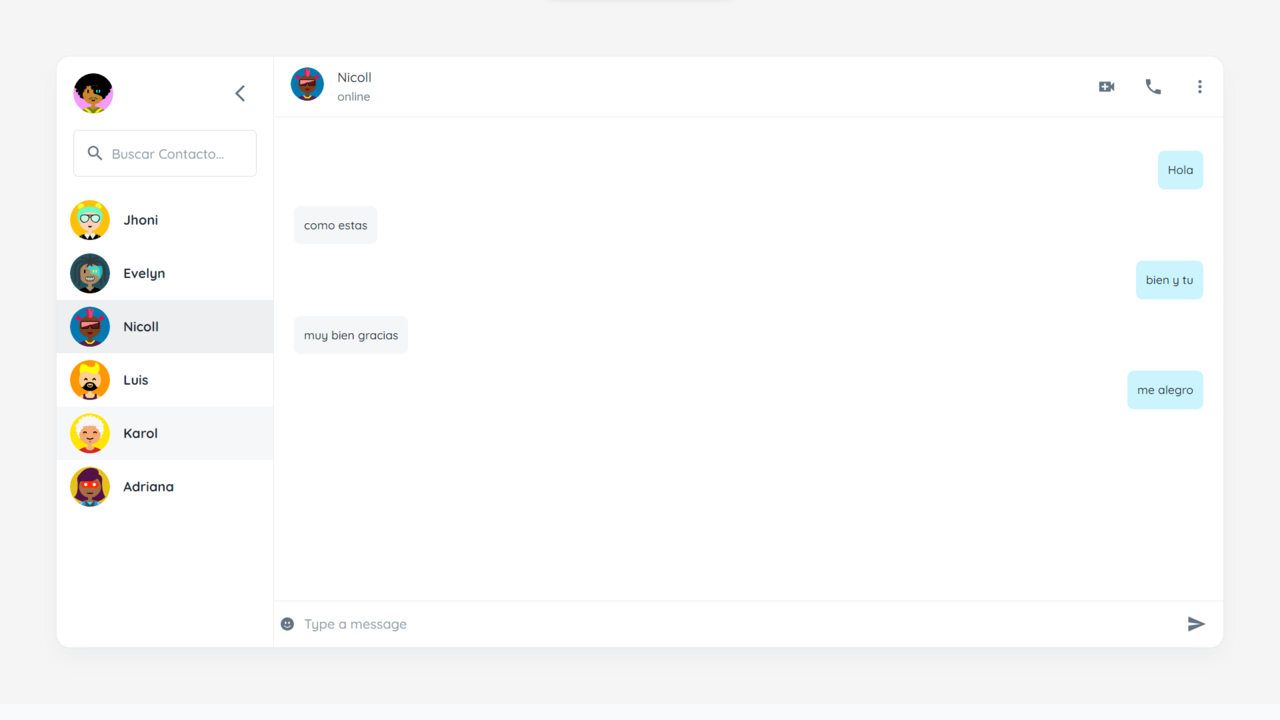 Buscar Contacto...
Jhoni
Evelyn
Nicoll
Luis
Karol
Adriana
Nicoll
online
Hola
como estas
bien y tu
muy bien gracias
me alegro
Type a message